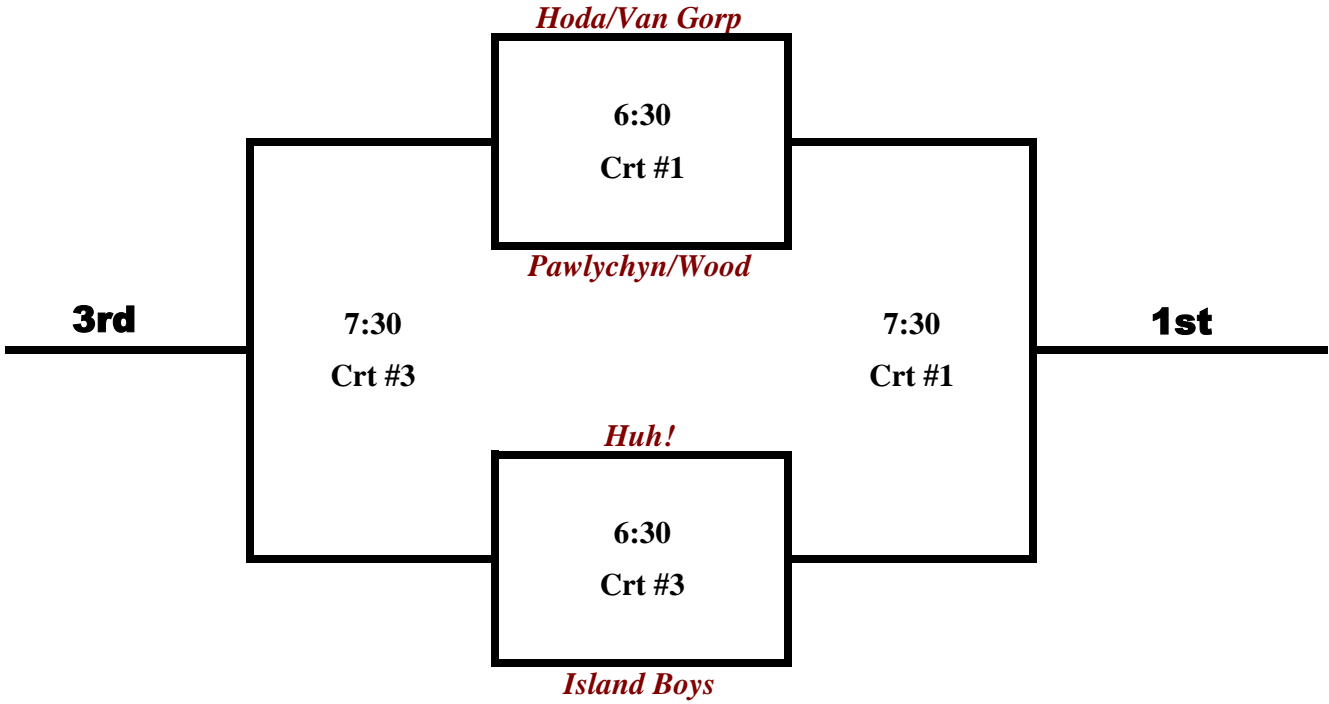 Hoda/Van Gorp
6:30
Crt #1
Pawlychyn/Wood
3rd
7:30
Crt #3
7:30
Crt #1
1st
Huh!
6:30
Crt #3
Island Boys